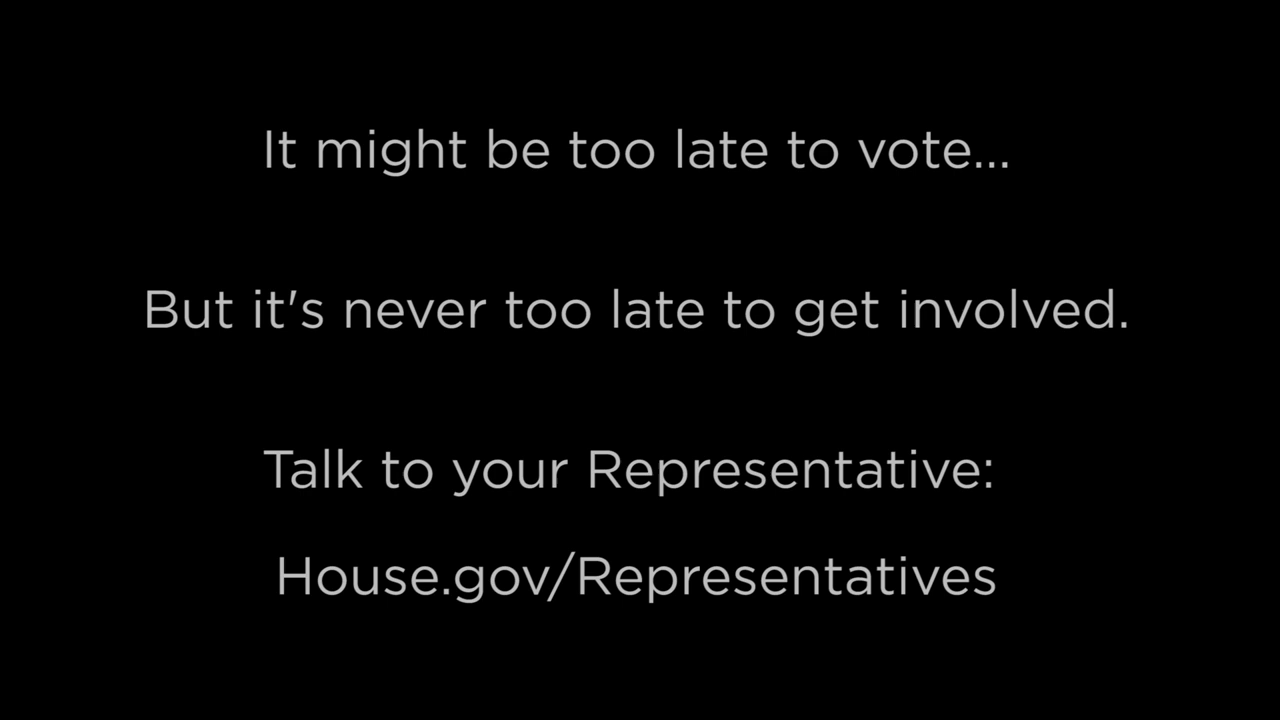 It might be too late to vote...
But it's never too late to get involved.
Talk to your Representative:
House.gov/Representatives